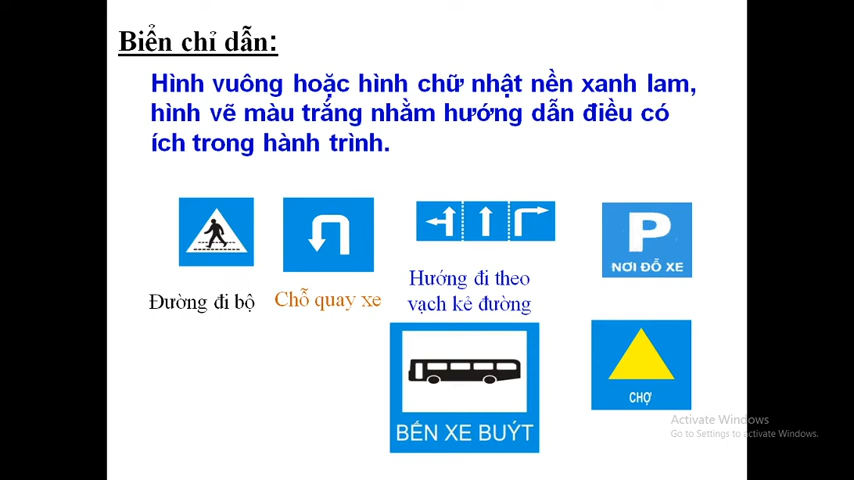 Biển chỉ dẫn:
Hình vuông hoặc hình chữ nhật nền xanh lam,
hình vẽ màu trắng nhằm hướng dẫn điều có
ích trong hành trình.
P
NƠI ĐỖ XE
Đường đi bộ
Chỗ quay xe
Hướng đi theo
vạch kẻ đường
BẾN XE BUÝT
CHỢ
Activate Windows
Go to Settings to activate Windows.